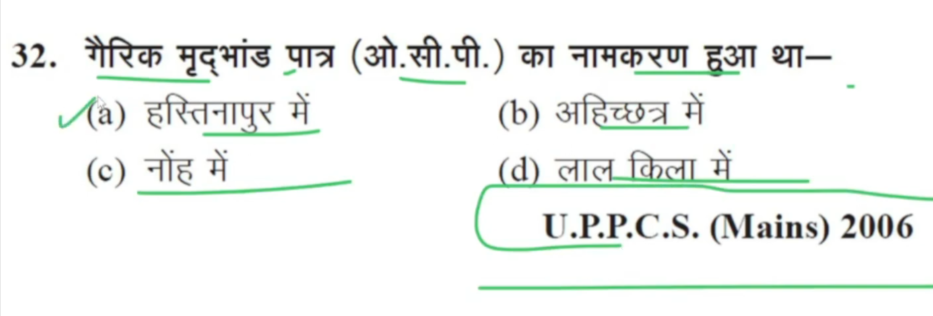 32. गैरिक मृद्भांड पात्र (ओ.सी.पी.) का नामकरण हुआ था—
(a) हस्तिनापुर में (b) अहिच्छत्र में
(c) नोंह में (d) लाल किला में
U.P.P.C.S. (Mains) 2006